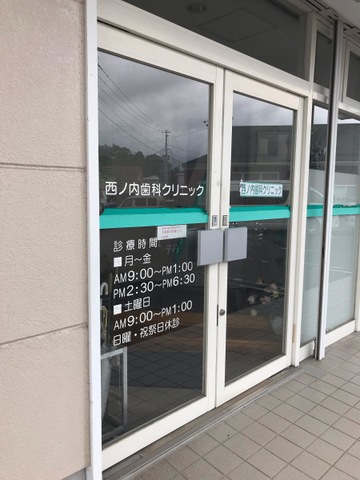 西ノ内歯科クリニック
西ノ内歯科クリニック
診療時間
■月～金
AM9:00～PM1:00
PM2:30～PM6:30
■土曜日
AM9:00～PM1:00
日曜・祝祭日休診